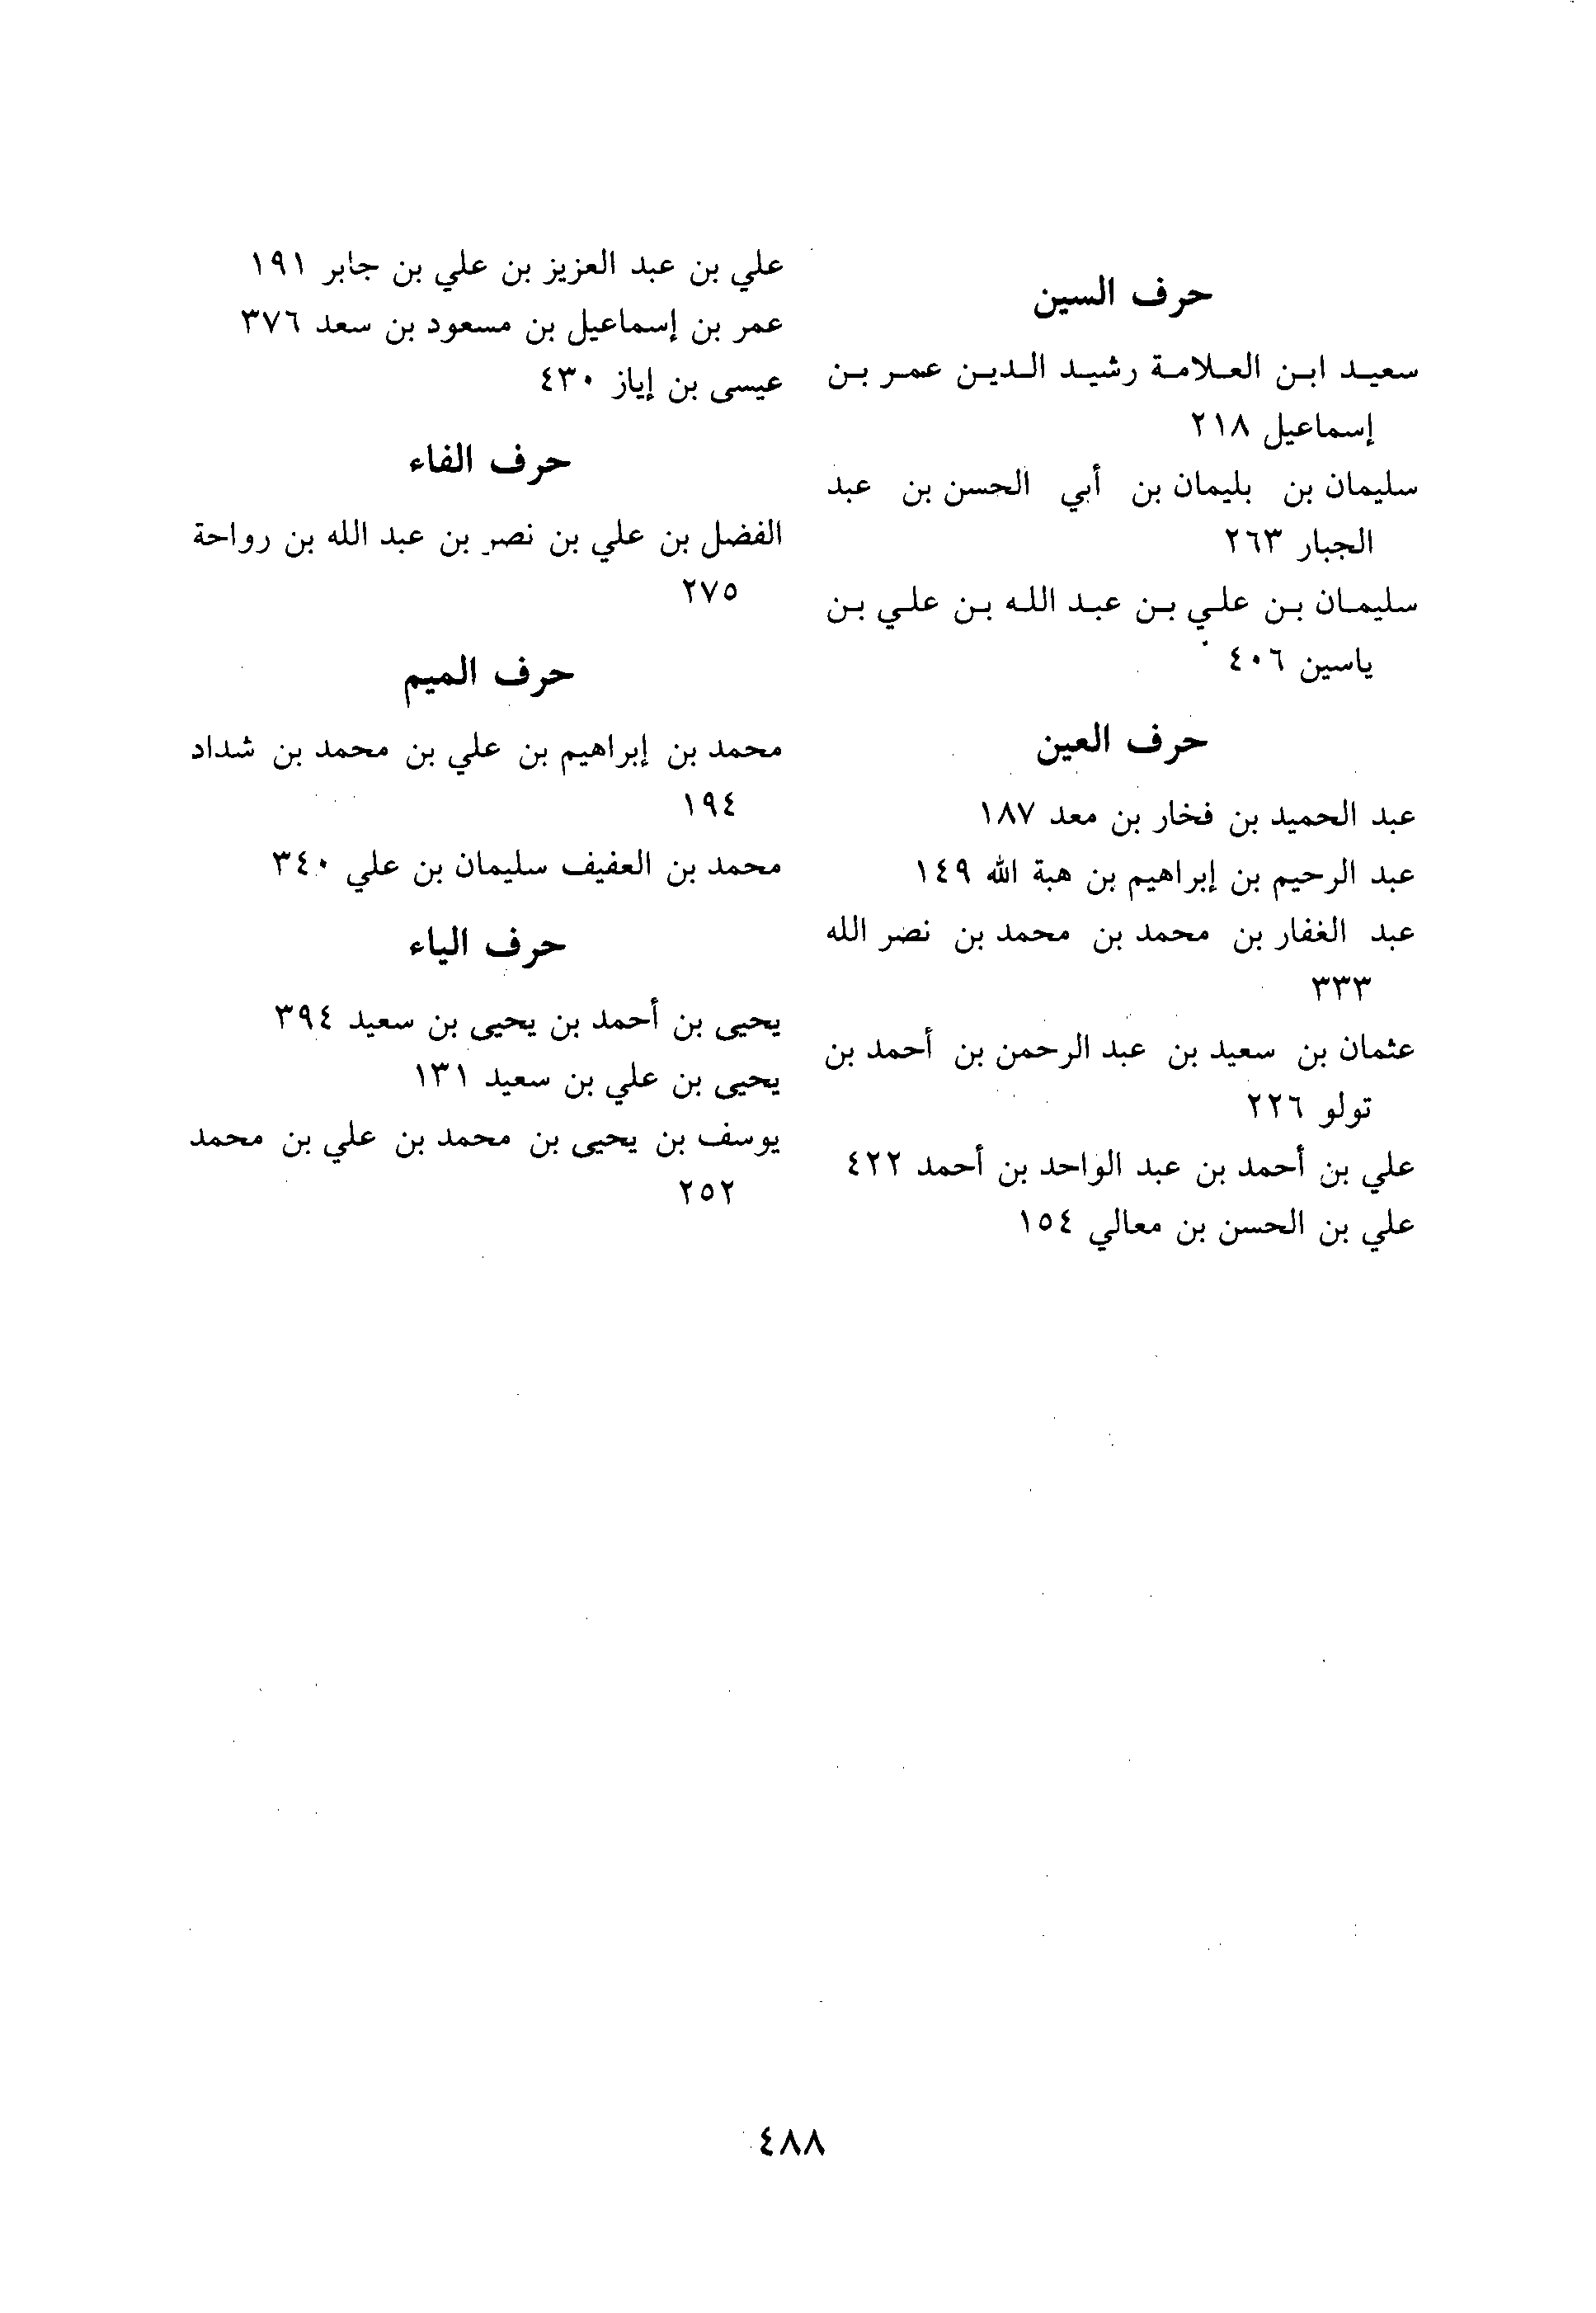 حرف السين
سعيد ابن العلامة رشيد الدين عمر بن
إسماعيل ٢١٨
سليمان بن بليمان بن أبي الحسن بن عبد
الجبار ٢٦٣
سليمان بن علي بن عبد الله بن علي بن
ياسين ٤٠٦
حرف العين
عبد الحميد بن فخار بن معد ١٨٧
عبد الرحيم بن إبراهيم بن هبة الله ١٤٩
عبد الغفار بن محمد بن محمد بن نصر الله
٣٣٣
عثمان بن سعيد بن عبد الرحمن بن أحمد بن
تولو ٢٢٦
علي بن أحمد بن عبد الواحد بن أحمد ٤٢٢
علي بن الحسن بن معالي ١٥٤
علي بن عبد العزيز بن علي بن جابر ١٩١
عمر بن إسماعيل بن مسعود بن سعد ٣٧٦
عيسى بن إياز ٤٣٠
حرف الفاء
الفضل بن علي بن نصر بن عبد الله بن رواحة
٢٧٥
حرف الميم
محمد بن إبراهيم بن علي بن محمد بن شداد
١٩٤
محمد بن العفيف سليمان بن علي ٣٤٠
حرف الياء
يحيى بن أحمد بن يحيى بن سعيد ٣٩٤
يحيى بن علي بن سعيد ١٣١
يوسف بن يحيى بن محمد بن علي بن محمد
٢٥٢
٤٨٨